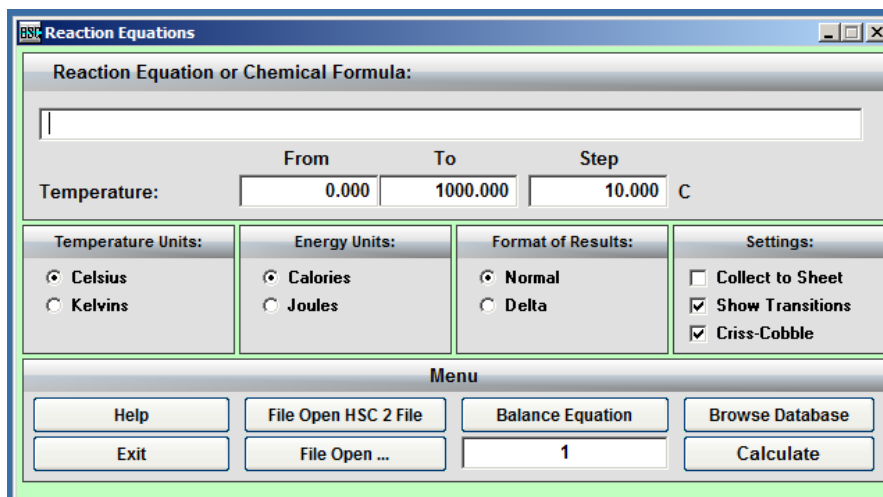 HSC Reaction Equations
Reaction Equation or Chemical Formula:
From To Step
Temperature: 0.000 1000.000 10.000 C
Temperature Units: Energy Units: Format of Results: Settings:
Celsius Calories Normal Collect to Sheet
Kelvins Joules Delta Show Transitions
Criss-Cobble
Menu
Help File Open HSC 2 File Balance Equation Browse Database
Exit File Open ... 1 Calculate